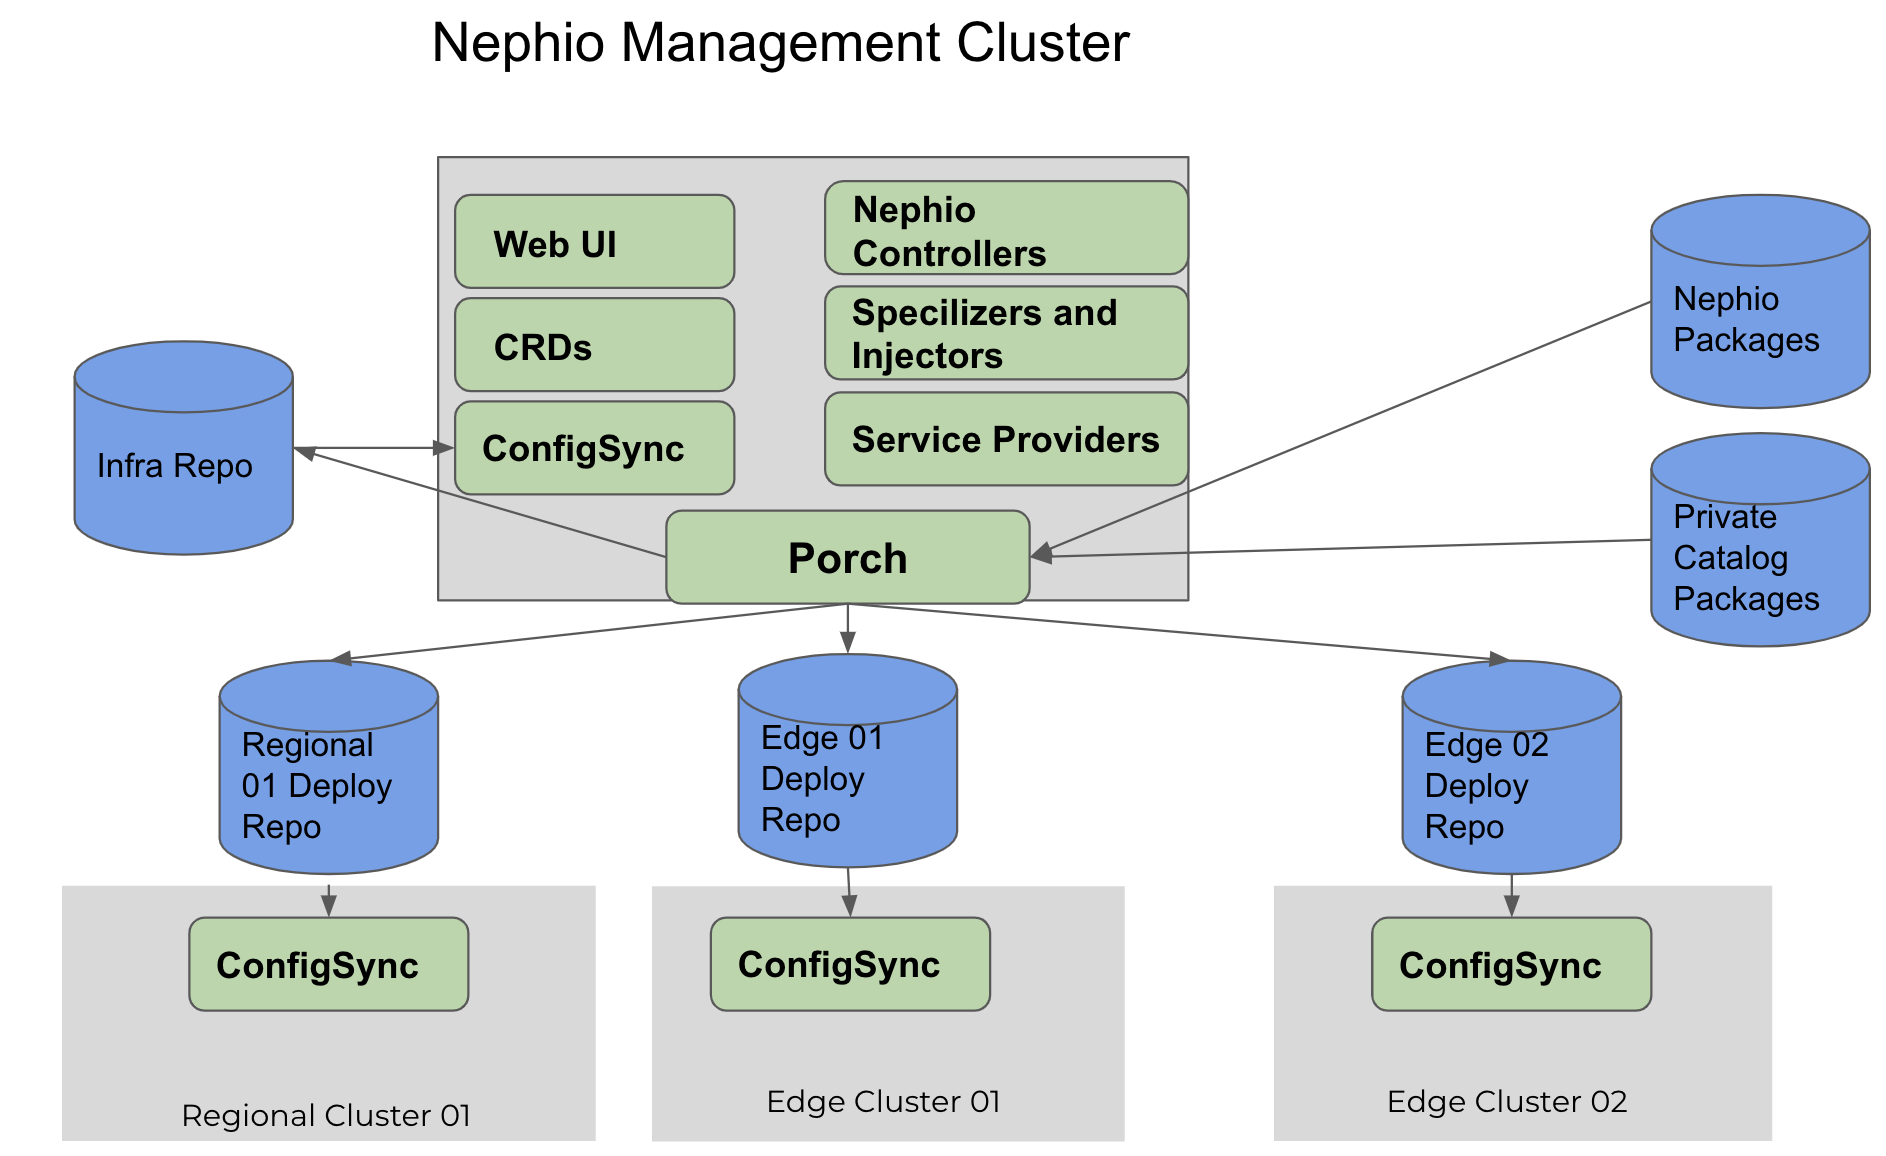 Nephio Management Cluster
Web UI
Nephio
Controllers
CRDs
Specilizers and
Injectors
ConfigSync
Service Providers
Porch
Infra Repo
Nephio
Packages
Private
Catalog
Packages
Regional
01 Deploy
Repo
Edge 01
Deploy
Repo
Edge 02
Deploy
Repo
ConfigSync
Regional Cluster 01
ConfigSync
Edge Cluster 01
ConfigSync
Edge Cluster 02